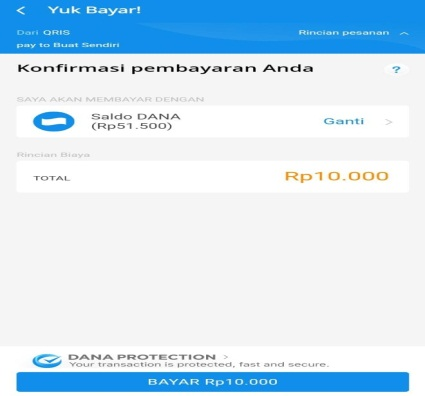 Yuk Bayar!
Dari QRIS
Rincian pesanan
pay to Buat Sendiri
Konfirmasi pembayaran Anda
?
SAYA AKAN MEMBAYAR DENGAN
Saldo DANA
(Rp51.500)
Ganti
Rincian Biaya
TOTAL
Rp10.000
DANA PROTECTION
Your transaction is protected, fast and secure.
BAYAR Rp10.000